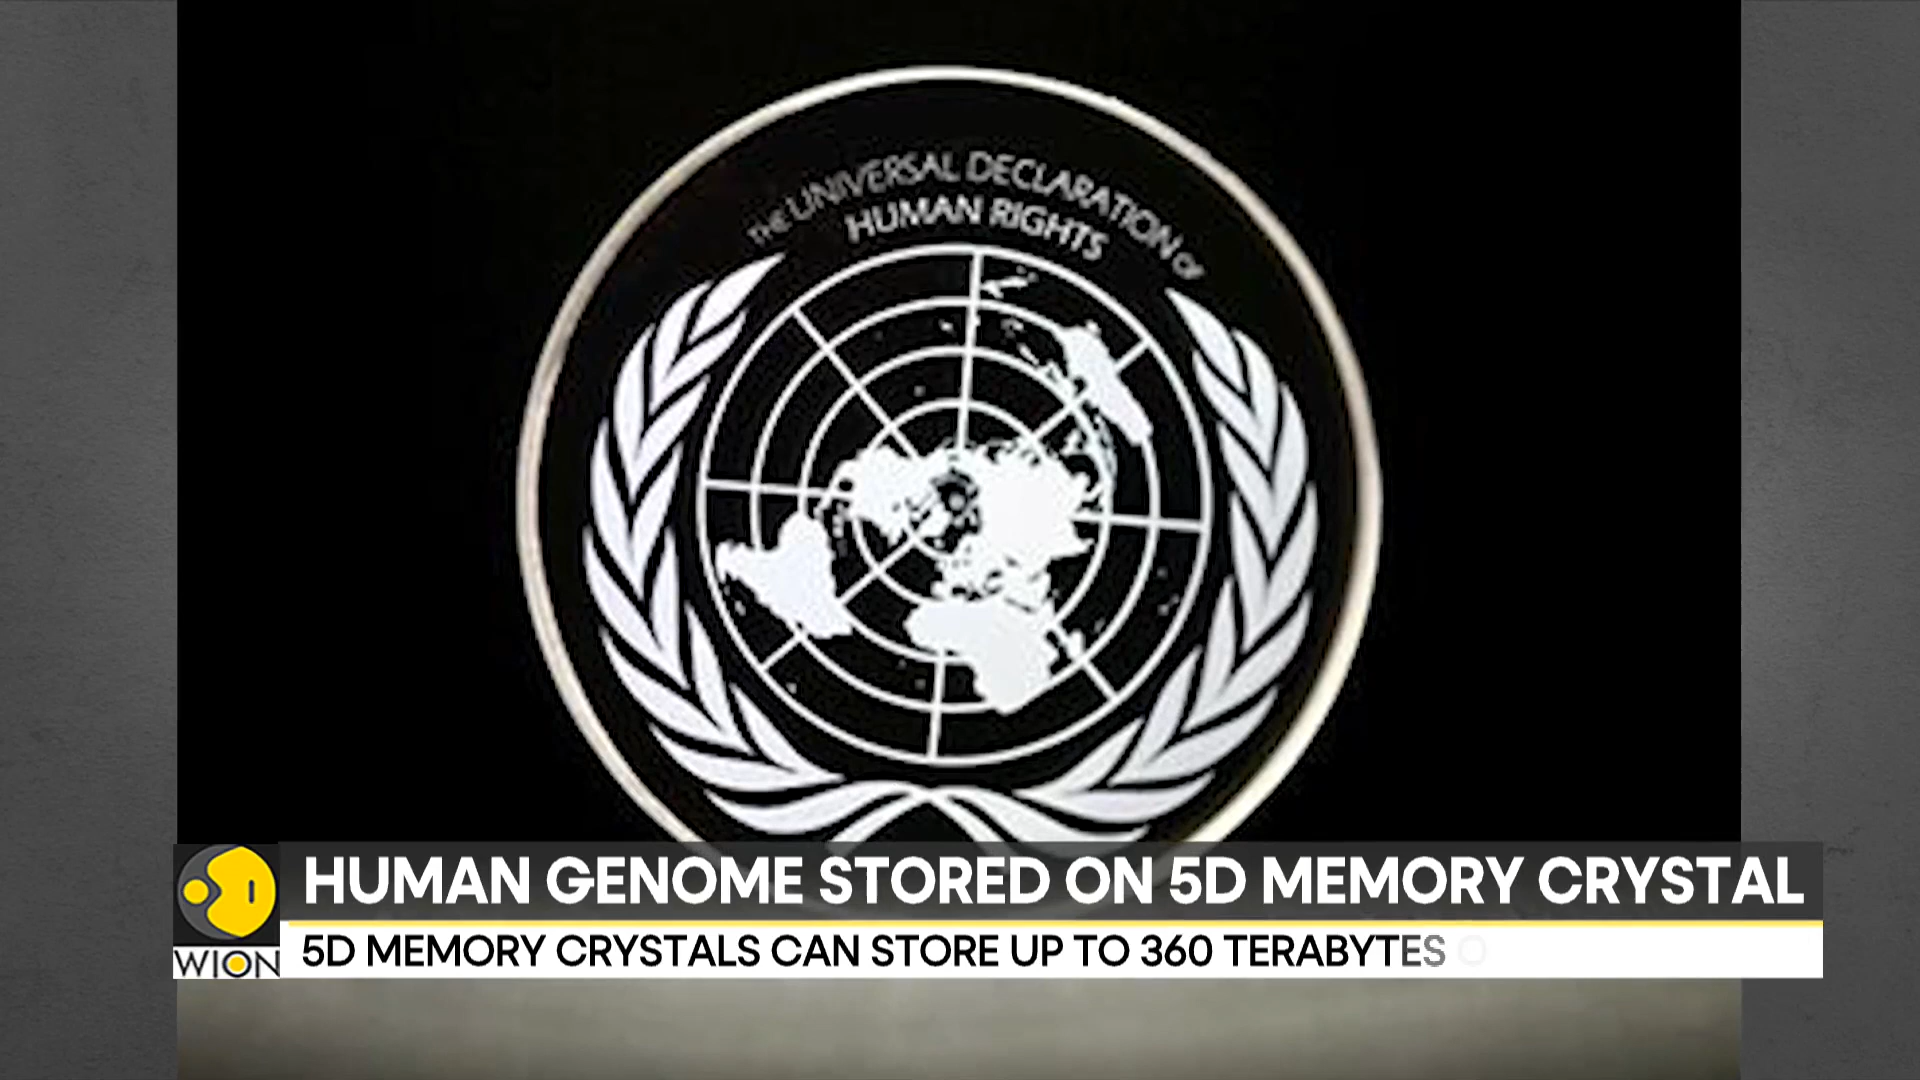 THE UNIVERSAL DECLARATION OF
HUMAN RIGHTS
HUMAN GENOME STORED ON 5D MEMORY CRYSTAL
5D MEMORY CRYSTALS CAN STORE UP TO 360 TERABYTES O
WION